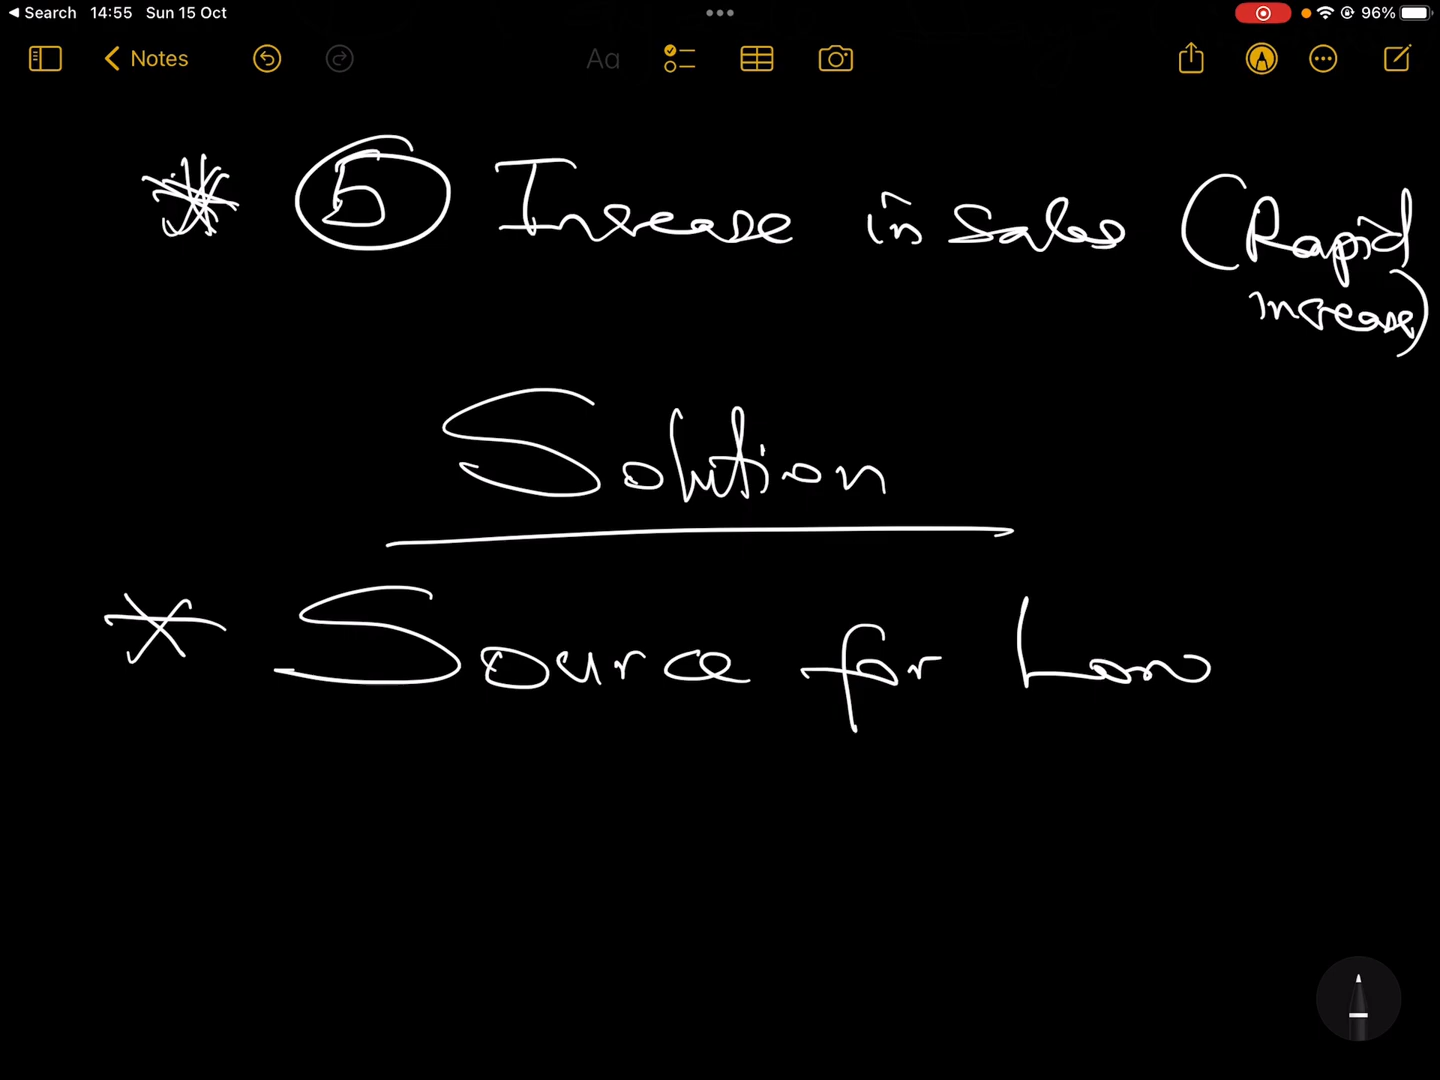 Search 14:55 Sun 15 Oct 96%
Notes Aa
* 5 Increase in Sales (Rapid
increase)
Solution
* Source for Loan